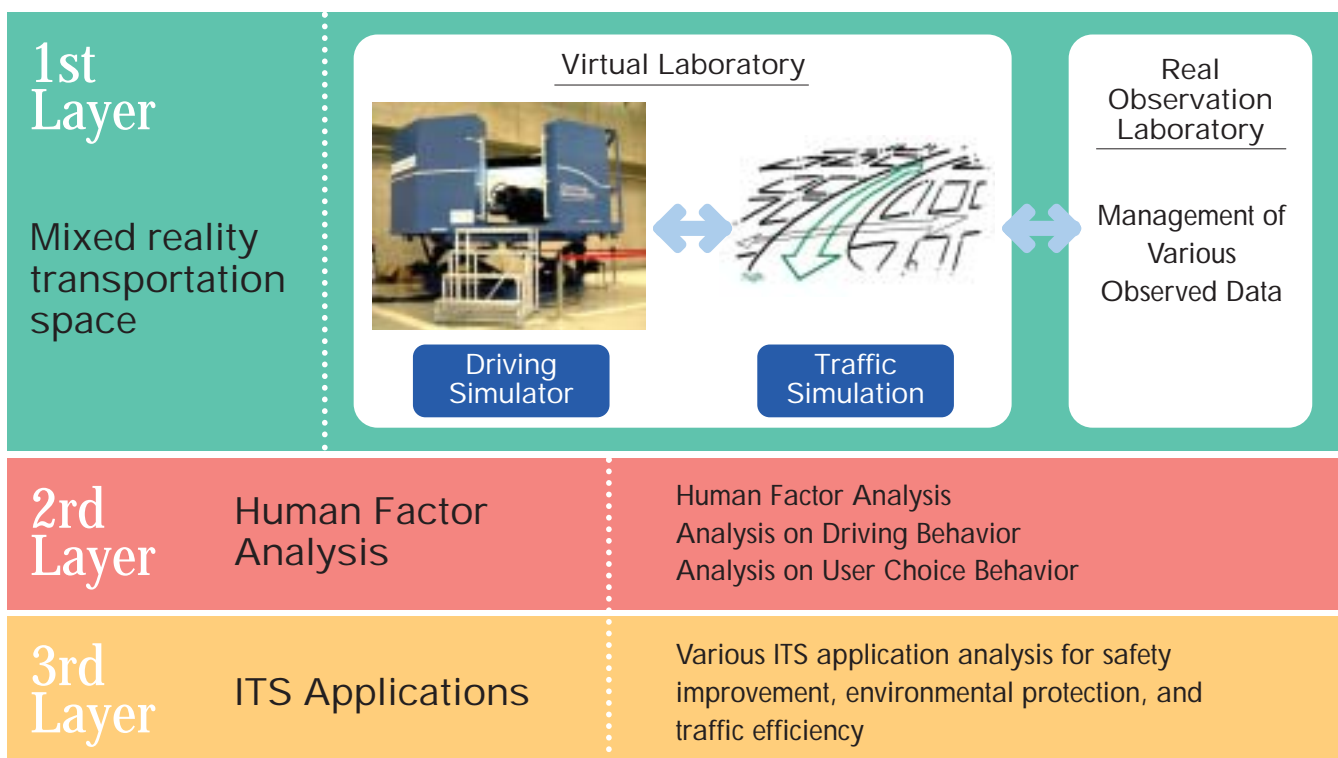 1st
Layer
Mixed reality
transportation
space
Virtual Laboratory
Driving
Simulator
Traffic
Simulation
Real
Observation
Laboratory
Management of
Various
Observed Data
2rd
Layer
Human Factor
Analysis
Human Factor Analysis
Analysis on Driving Behavior
Analysis on User Choice Behavior
3rd
Layer
ITS Applications
Various ITS application analysis for safety
improvement, environmental protection, and
traffic efficiency